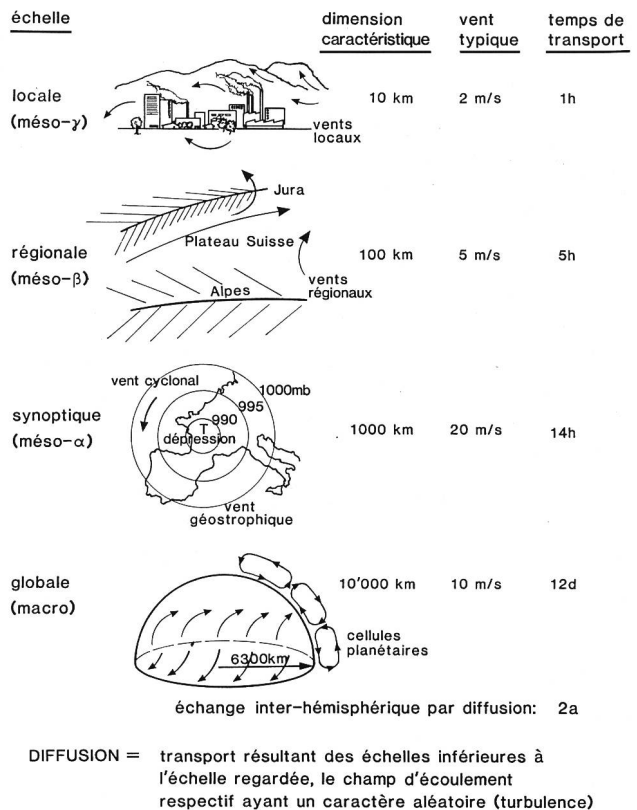 échelle dimension caractéristique vent typique temps de transport
locale (méso-γ) 10 km 2 m/s 1h
vents
locaux
Jura
Plateau Suisse
régionale (méso-β) 100 km 5 m/s 5h
vents
régionaux
Alpes
vent cyclonal
1000mb
995
990
T
dépression
synoptique (méso-α) 1000 km 20 m/s 14h
vent
géostrophique
globale (macro) 10'000 km 10 m/s 12d
cellules
planétaires
6300km
échange inter-hémisphérique par diffusion: 2a
DIFFUSION = transport résultant des échelles inférieures à
l'échelle regardée, le champ d'écoulement
respectif ayant un caractère aléatoire (turbulence)